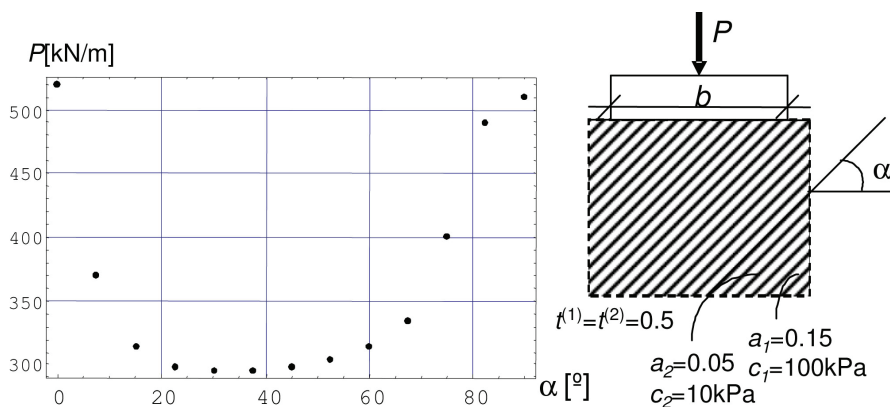 P[kN/m]
500
450
400
350
300
0
20
40
60
80
α [º]
P
b
α
t(1)=t(2)=0.5
a2=0.05
c2=10kPa
a1=0.15
c1=100kPa